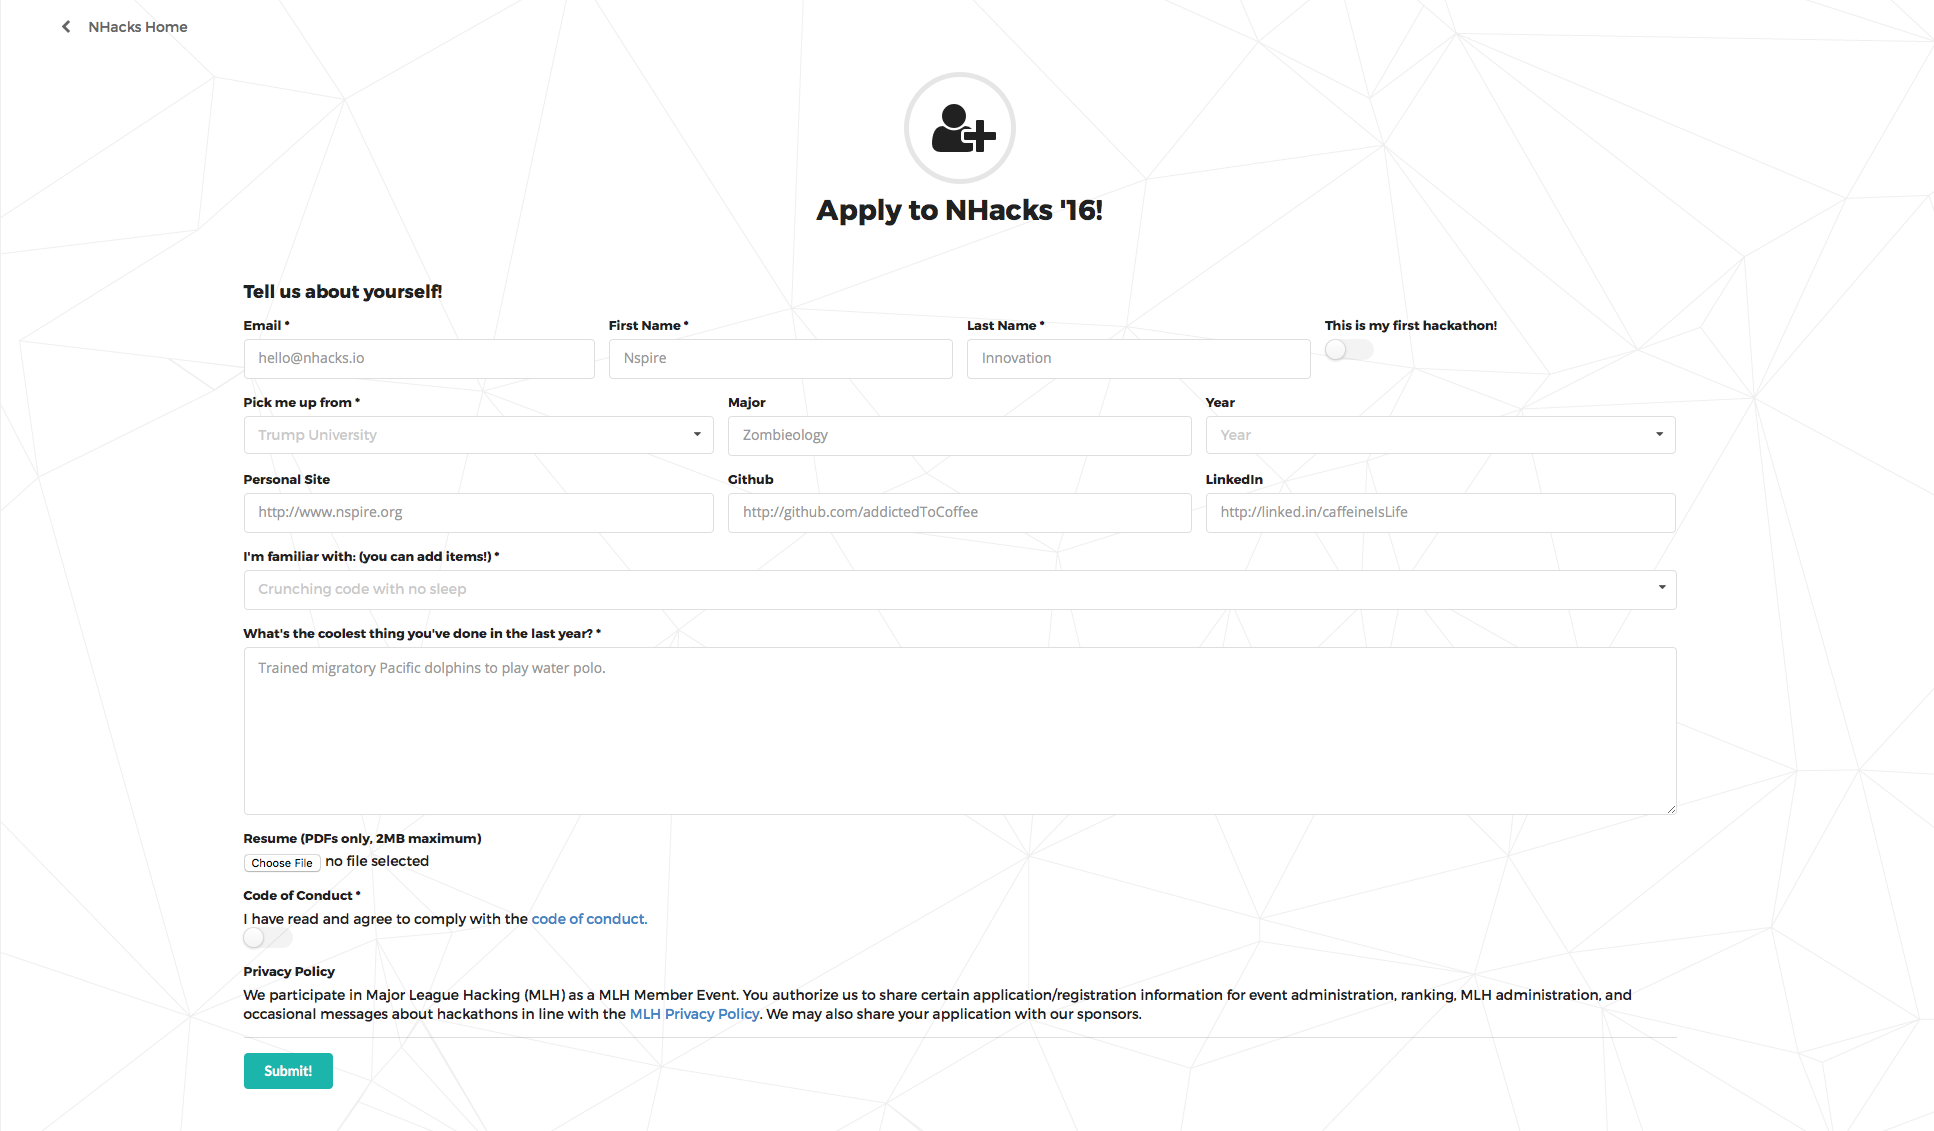 NHacks Home
Apply to NHacks '16!
Tell us about yourself!
Email *
First Name *
Last Name *
This is my first hackathon!
hello@nhacks.io
Nspire
Innovation
Pick me up from *
Major
Year
Trump University
Zombieology
Year
Personal Site
Github
LinkedIn
http://www.nspire.org
http://github.com/addictedToCoffee
http://linked.in/caffeineIsLife
I'm familiar with: (you can add items!) *
Crunching code with no sleep
What's the coolest thing you've done in the last year? *
Trained migratory Pacific dolphins to play water polo.
Resume (PDFs only, 2MB maximum)
Choose File no file selected
Code of Conduct *
I have read and agree to comply with the code of conduct.
Privacy Policy
We participate in Major League Hacking (MLH) as a MLH Member Event. You authorize us to share certain application/registration information for event administration, ranking, MLH administration, and
occasional messages about hackathons in line with the MLH Privacy Policy. We may also share your application with our sponsors.
Submit!